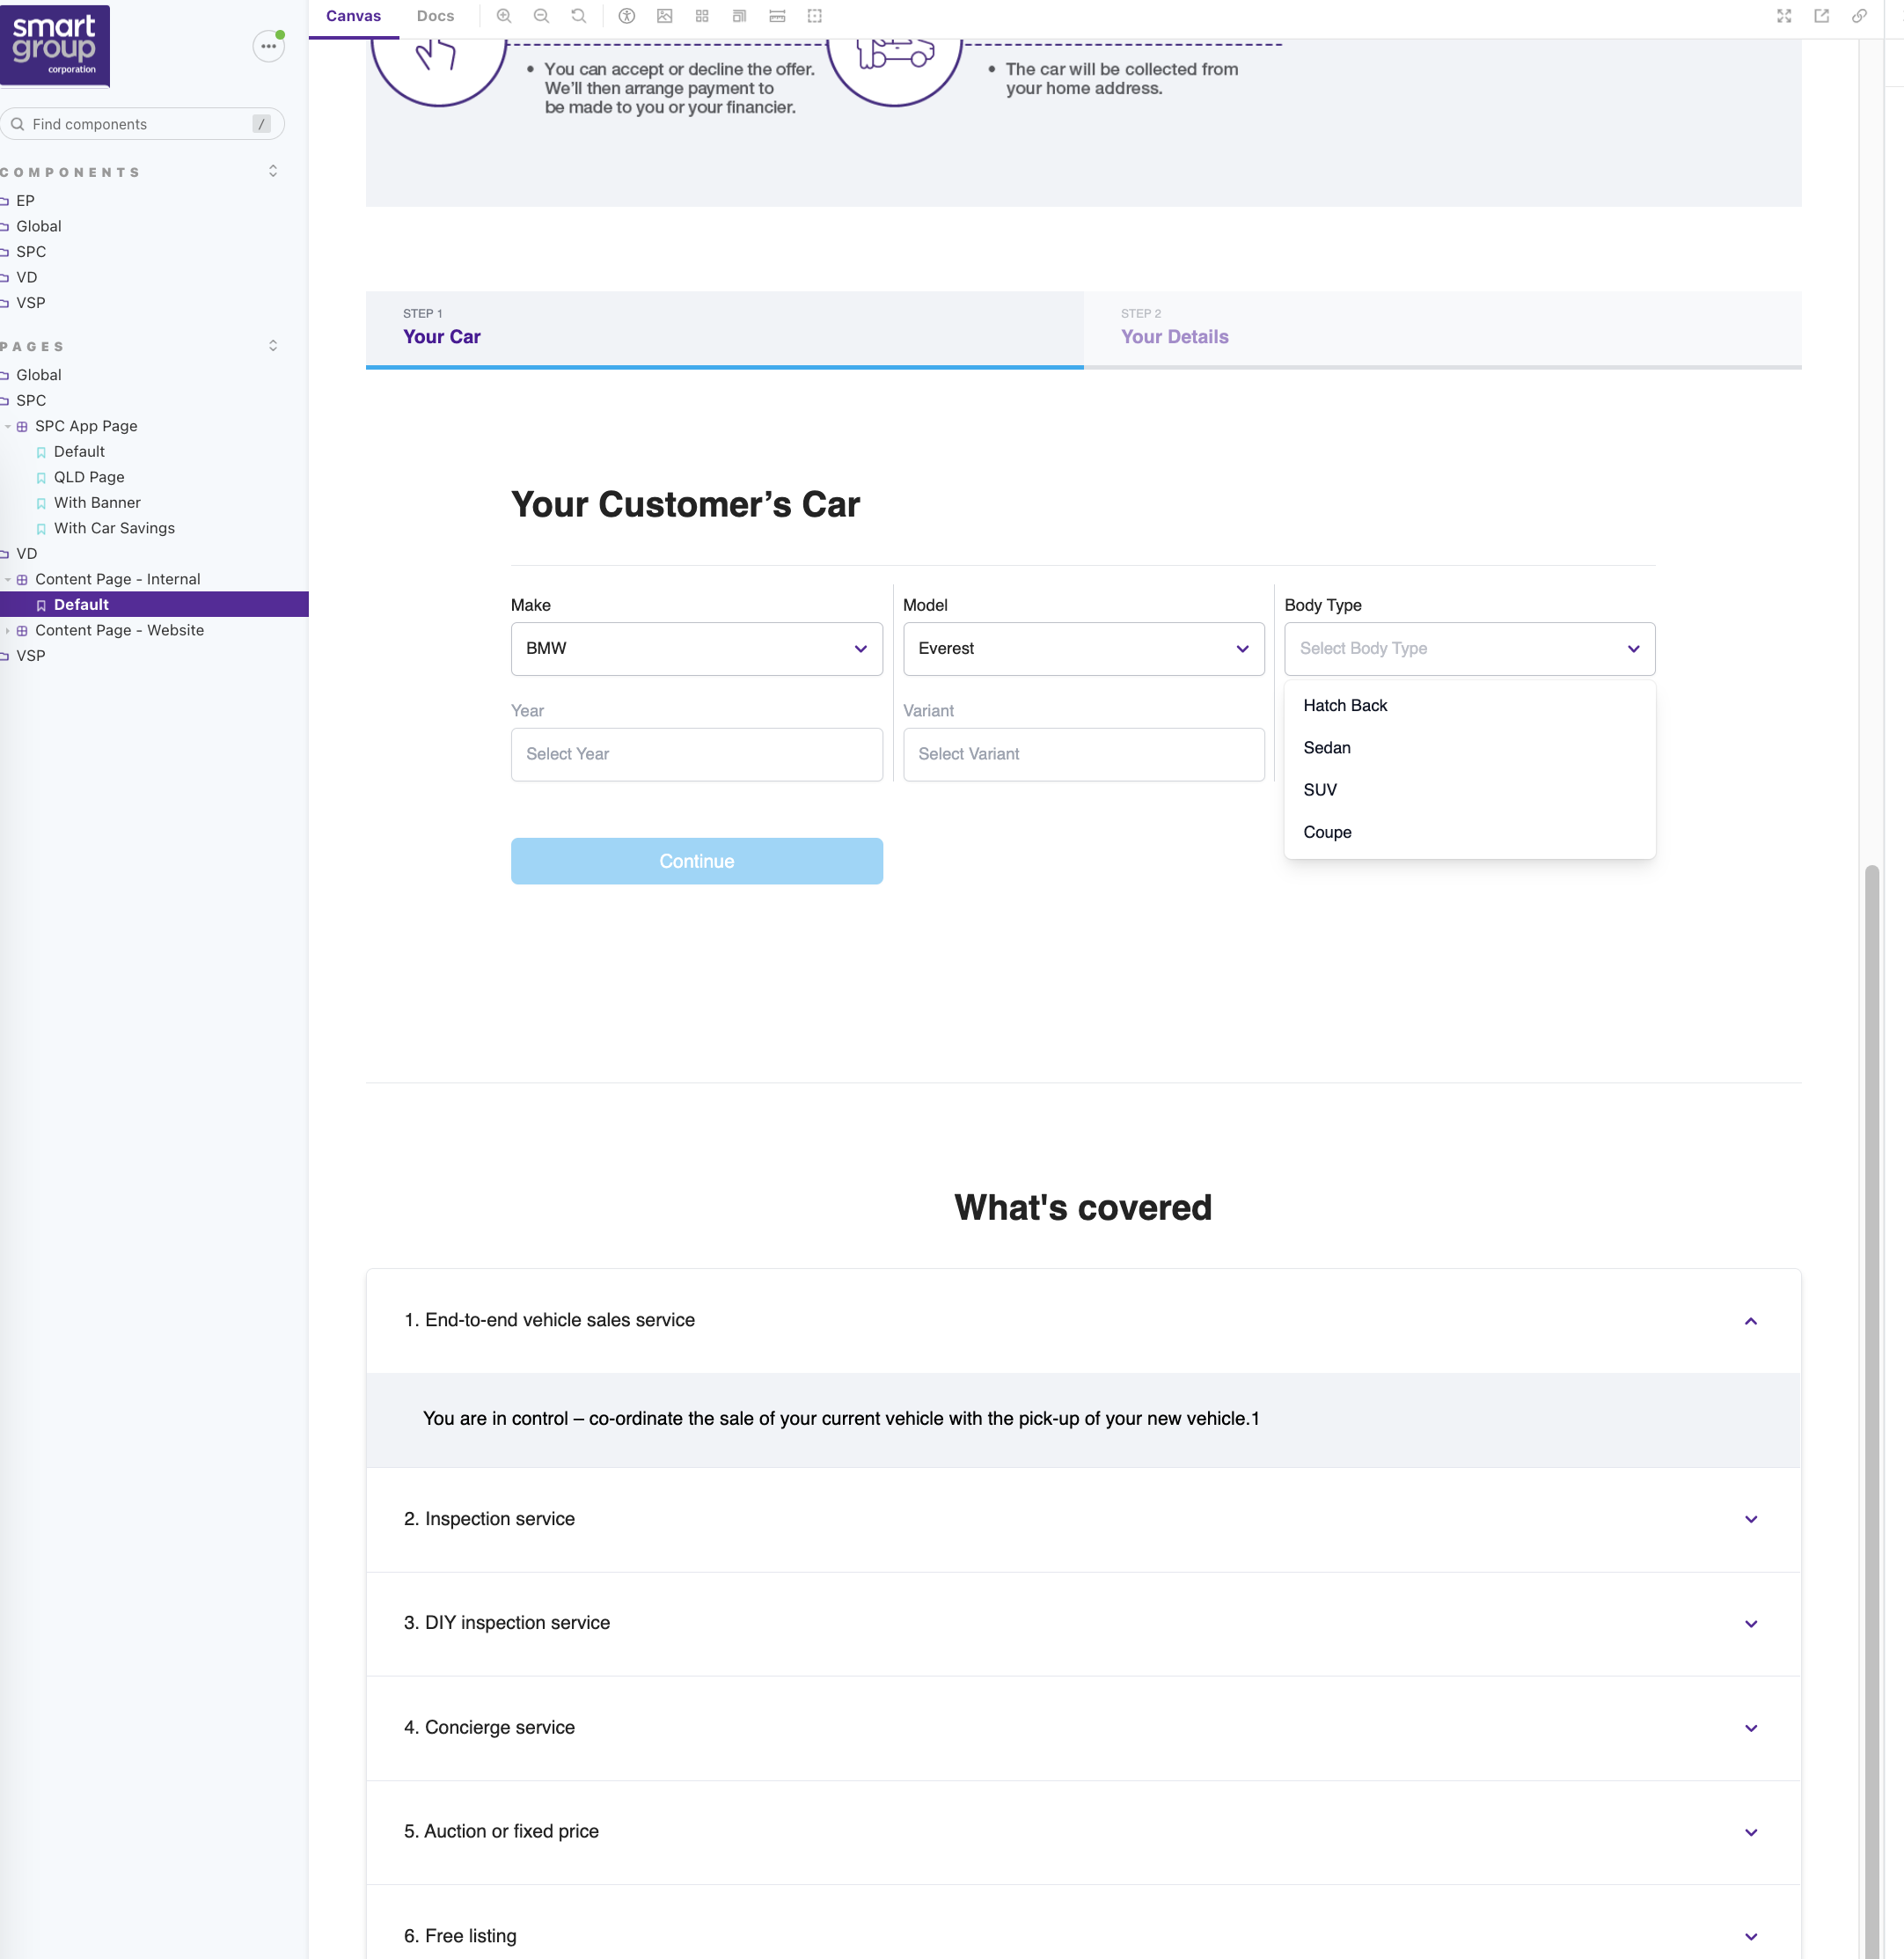 smart
group
corporation
Find components
/
COMPONENTS
EP
Global
SPC
VD
VSP
PAGES
Global
SPC
SPC App Page
Default
QLD Page
With Banner
With Car Savings
VD
Content Page - Internal
Default
Content Page - Website
VSP
Canvas
Docs
• You can accept or decline the offer.
We’ll then arrange payment to
be made to you or your financier.
• The car will be collected from
your home address.
STEP 1
Your Car
STEP 2
Your Details
Your Customer’s Car
Make
BMW
Model
Everest
Body Type
Select Body Type
Hatch Back
Sedan
SUV
Coupe
Year
Select Year
Variant
Select Variant
Continue
What's covered
1. End-to-end vehicle sales service
You are in control – co-ordinate the sale of your current vehicle with the pick-up of your new vehicle.1
2. Inspection service
3. DIY inspection service
4. Concierge service
5. Auction or fixed price
6. Free listing